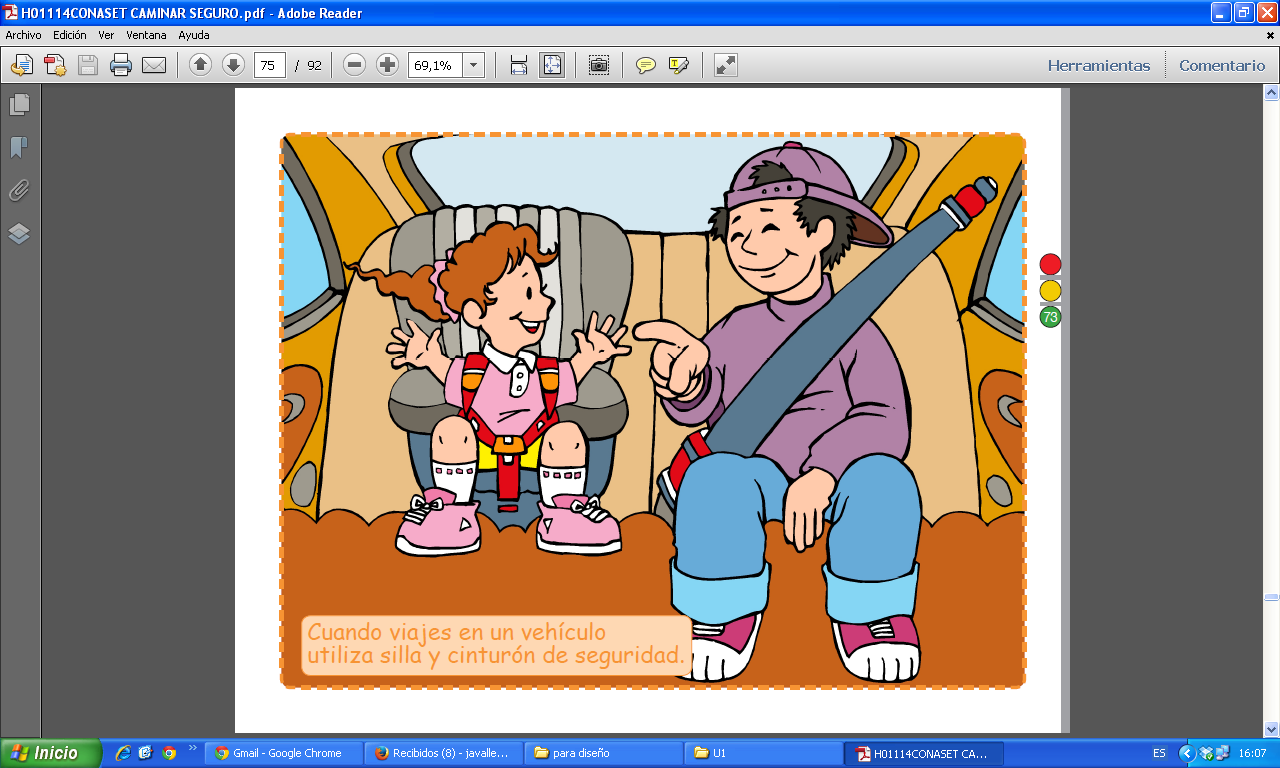 H01114CONASET CAMINAR SEGURO.pdf - Adobe Reader
Archivo Edición Ver Ventana Ayuda
75 / 92 69,1% Herramientas Comentario
73
Cuando viajes en un vehículo
utiliza silla y cinturón de seguridad.
Inicio » Gmail - Google Chrome Recibidos (8) - javalle... para diseño U1 H01114CONASET CA... ES 16:07